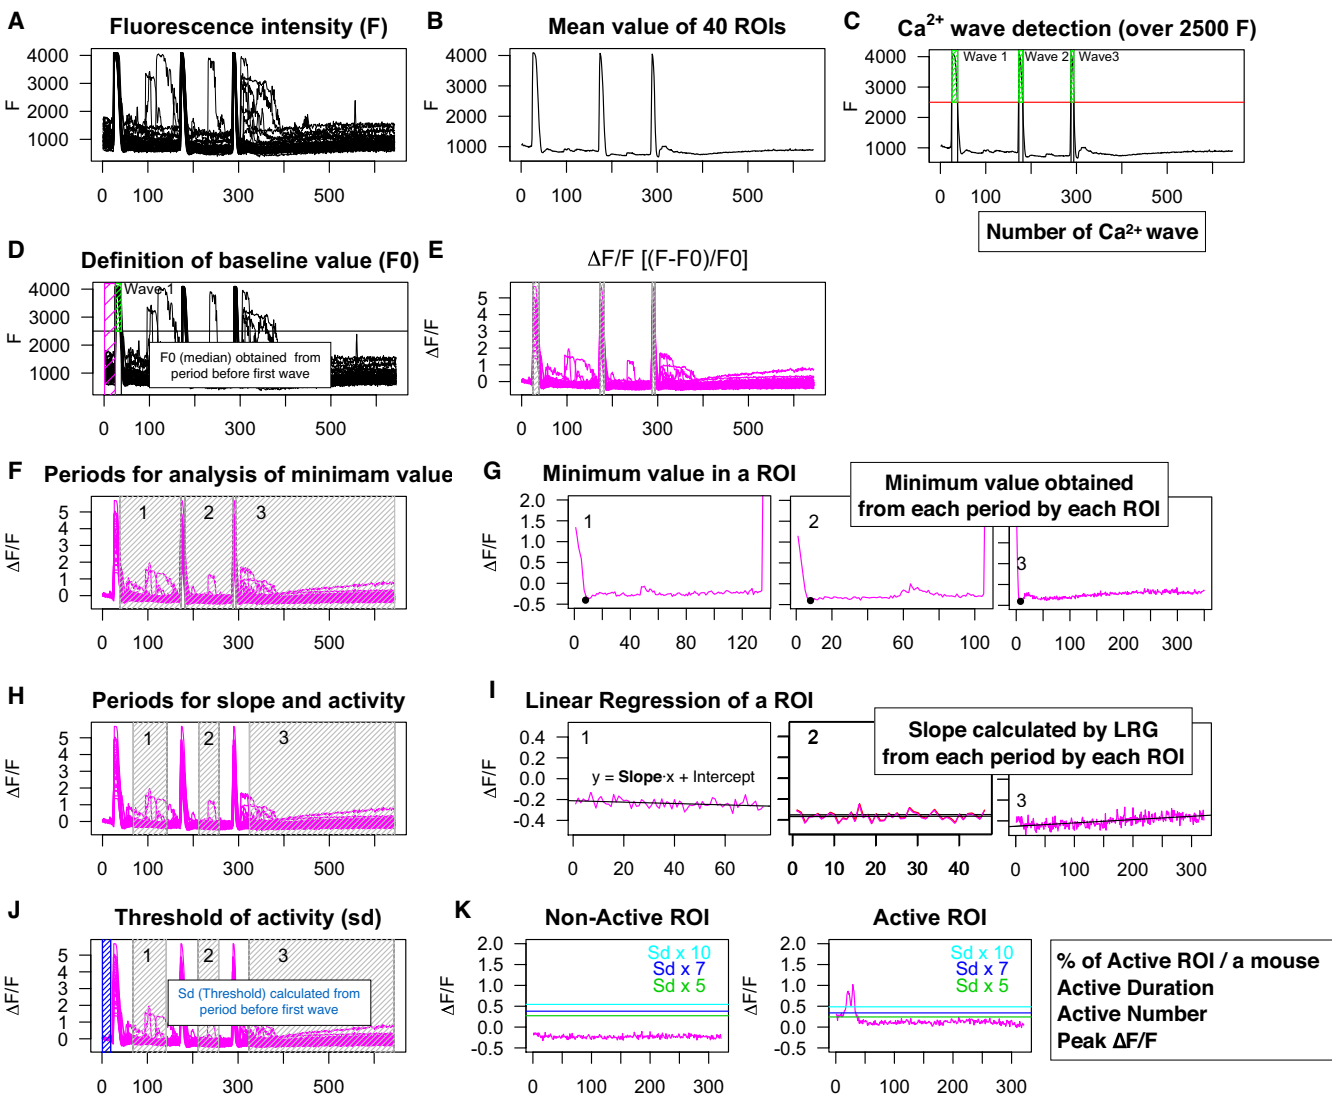 A
Fluorescence intensity (F)
F
4000
3000
2000
1000
0 100 300 500
B
Mean value of 40 ROIs
F
4000
3000
2000
1000
0 100 300 500
C
Ca2+ wave detection (over 2500 F)
F
4000
3000
2000
1000
Wave 1 Wave 2 Wave3
0 100 300 500
Number of Ca2+ wave
D
Definition of baseline value (F0)
F
4000
3000
2000
1000
Wave 1
F0 (median) obtained from
period before first wave
0 100 300 500
E
ΔF/F [(F-F0)/F0]
ΔF/F
5
4
3
2
1
0
0 100 300 500
F
Periods for analysis of minimam value
ΔF/F
5
4
3
2
1
0
1 2 3
0 100 300 500
G
Minimum value in a ROI
Minimum value obtained
from each period by each ROI
ΔF/F
2.0
1.5
1.0
0.5
0.0
-0.5
1
0 40 80 120
2
0 20 60 100
3
0 100 200 300
H
Periods for slope and activity
ΔF/F
5
4
3
2
1
0
1 2 3
0 100 300 500
I
Linear Regression of a ROI
Slope calculated by LRG
from each period by each ROI
ΔF/F
0.4
0.2
0.0
-0.2
-0.4
1
y = Slope·x + Intercept
0 20 40 60
2
0 10 20 30 40
3
0 100 200 300
J
Threshold of activity (sd)
ΔF/F
5
4
3
2
1
0
1 2 3
Sd (Threshold) calculated from
period before first wave
0 100 300 500
K
Non-Active ROI
ΔF/F
2.0
1.5
1.0
0.5
0.0
-0.5
Sd x 10
Sd x 7
Sd x 5
0 100 200 300
Active ROI
ΔF/F
2.0
1.5
1.0
0.5
0.0
-0.5
Sd x 10
Sd x 7
Sd x 5
0 100 200 300
% of Active ROI / a mouse
Active Duration
Active Number
Peak ΔF/F